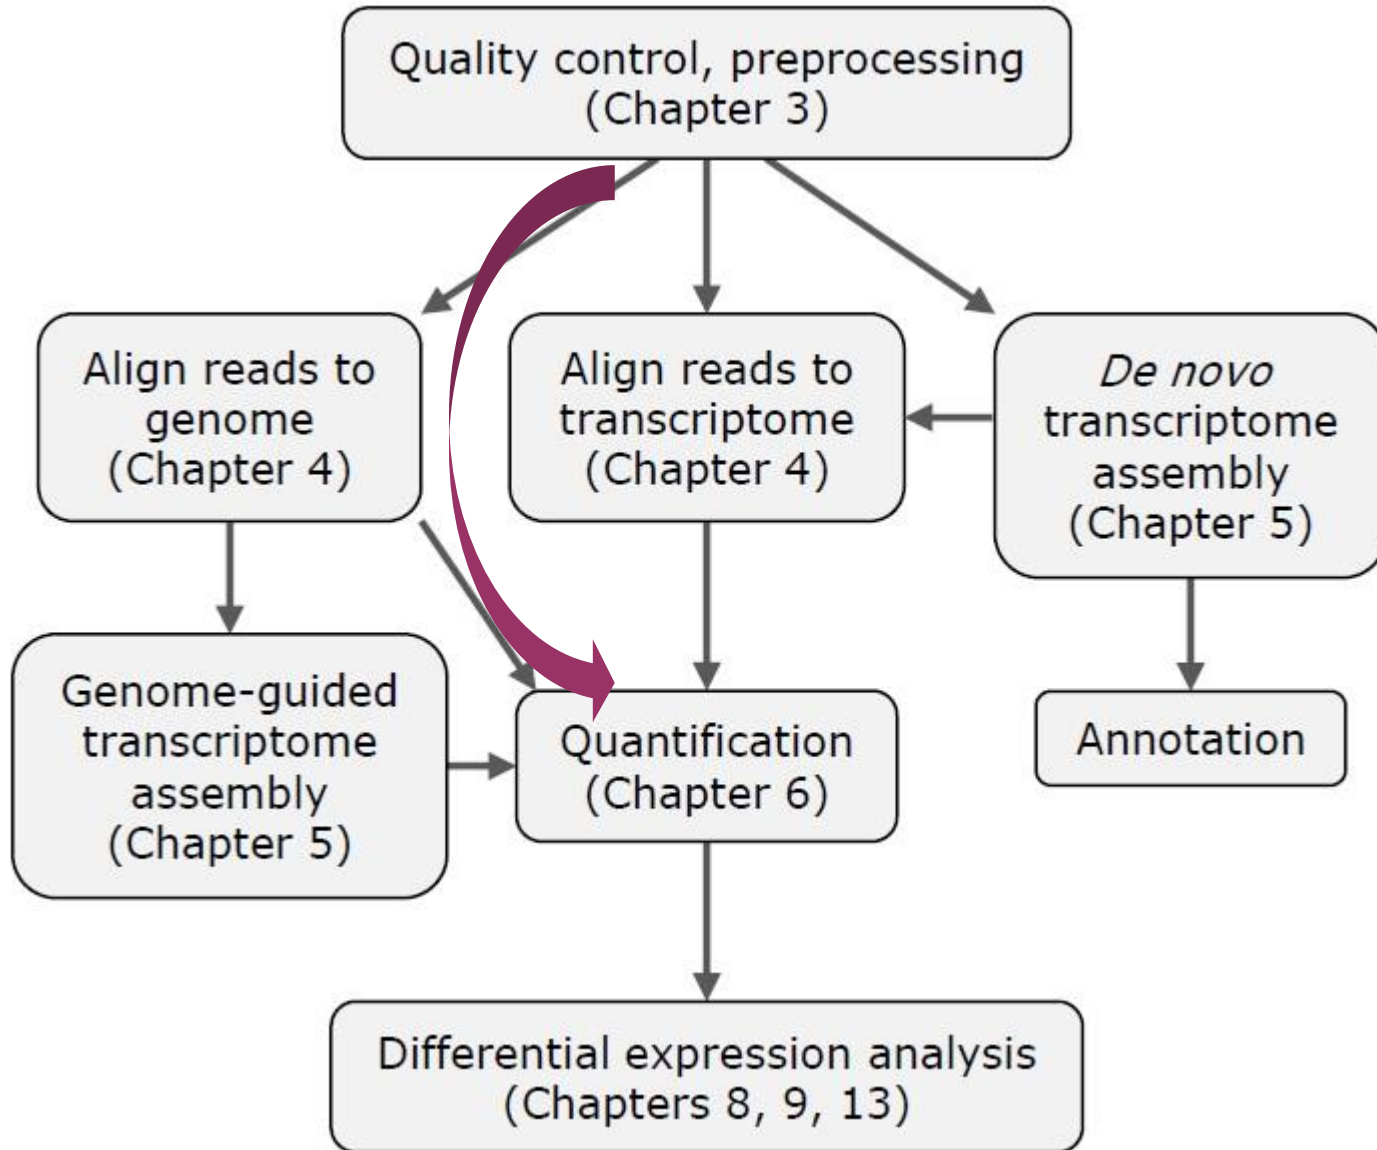 Quality control, preprocessing
(Chapter 3)
Align reads to
genome
(Chapter 4)
Align reads to
transcriptome
(Chapter 4)
De novo
transcriptome
assembly
(Chapter 5)
Genome-guided
transcriptome
assembly
(Chapter 5)
Quantification
(Chapter 6)
Annotation
Differential expression analysis
(Chapters 8, 9, 13)